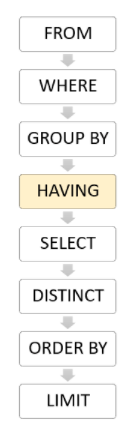 FROM
WHERE
GROUP BY
HAVING
SELECT
DISTINCT
ORDER BY
LIMIT